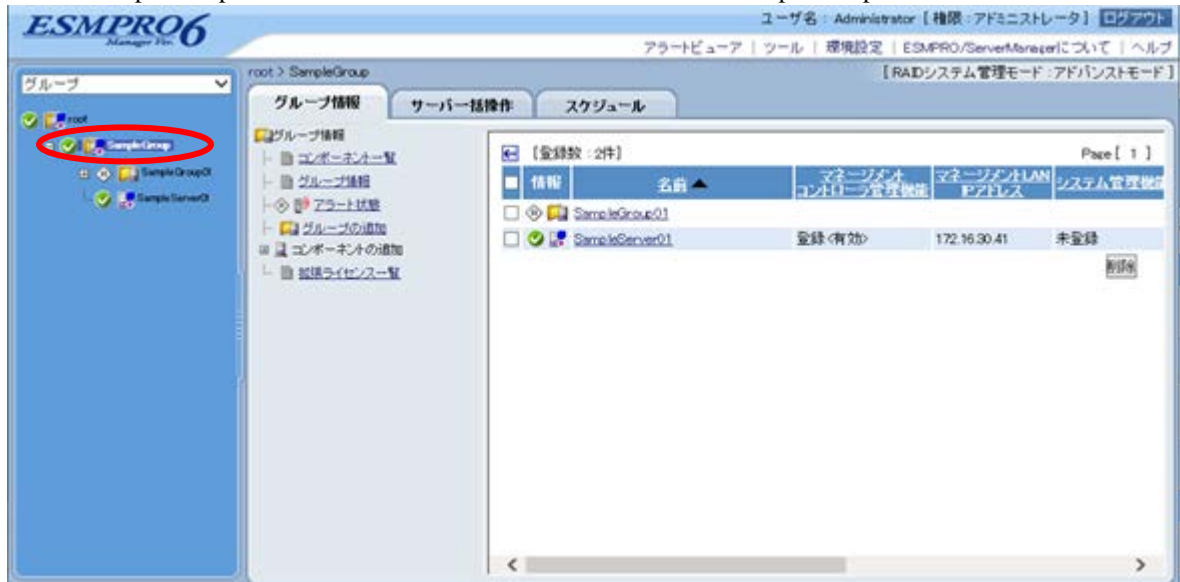 ESMPRO6
Manager Ver.
ユーザ名 : Administrator [ 権限 : アドミニストレータ ] ログアウト
アラートビューア | ツール | 環境設定 | ESMPRO/ServerManagerについて | ヘルプ
グループ
root
SampleGroup
SampleGroup01
SampleServer01
root > SampleGroup
[ RAIDシステム管理モード : アドバンストモード ]
グループ情報
サーバー括操作
スケジュール
グループ情報
コンポーネント一覧
グループ情報
アラート状態
グループの追加
コンポーネントの追加
拡張ライセンス一覧
[登録数 : 2件]
Page [ 1 ]
情報 名前▲ マネージメントコントローラ管理機能 マネージメントLAN IPアドレス システム管理機能
SampleGroup01
SampleServer01 登録<有効> 172.16.30.41 未登録
削除